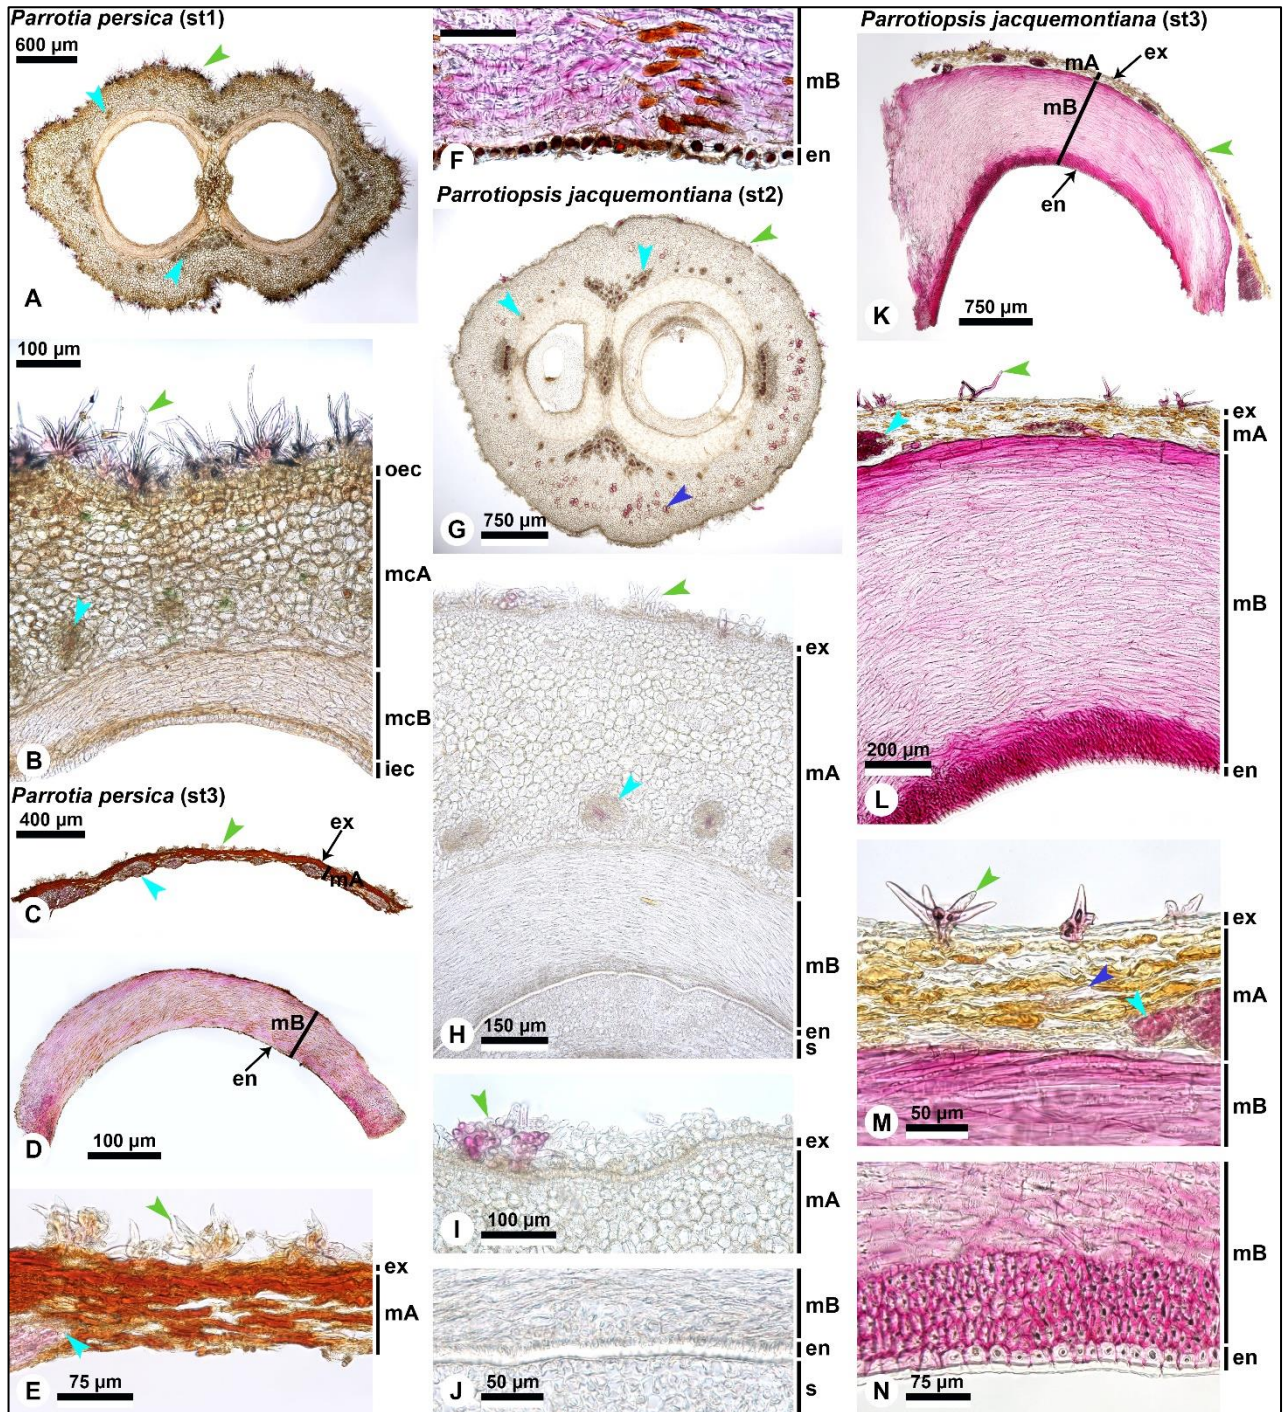 Parrotia persica (st1)
600 µm
A
100 µm
oec
mcA
mcB
iec
B
Parrotia persica (st3)
400 µm
ex
mA
C
mB
en
D
100 µm
ex
mA
E
75 µm
mB
en
F
Parrotiopsis jacquemontiana (st2)
G
750 µm
ex
mA
mB
en
s
H
150 µm
ex
mA
I
100 µm
mB
en
s
J
50 µm
Parrotiopsis jacquemontiana (st3)
mA
ex
mB
en
K
750 µm
ex
mA
mB
en
200 µm
L
ex
mA
mB
M
50 µm
mB
en
N
75 µm